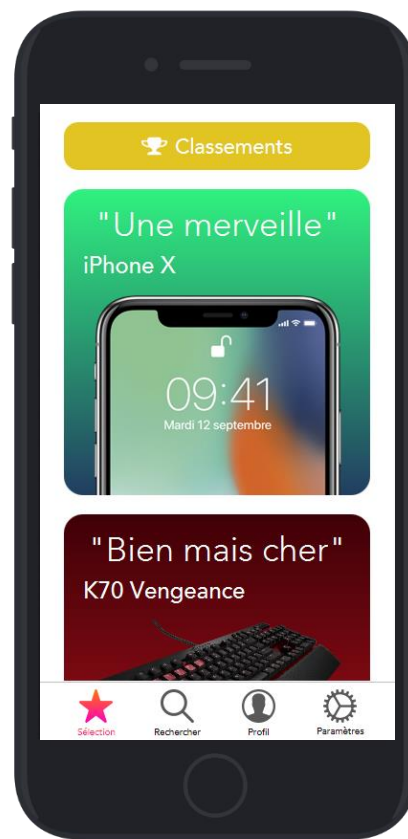 Classements
"Une merveille"
iPhone X
09:41
Mardi 12 septembre
"Bien mais cher"
K70 Vengeance
Sélection
Rechercher
Profil
Paramètres